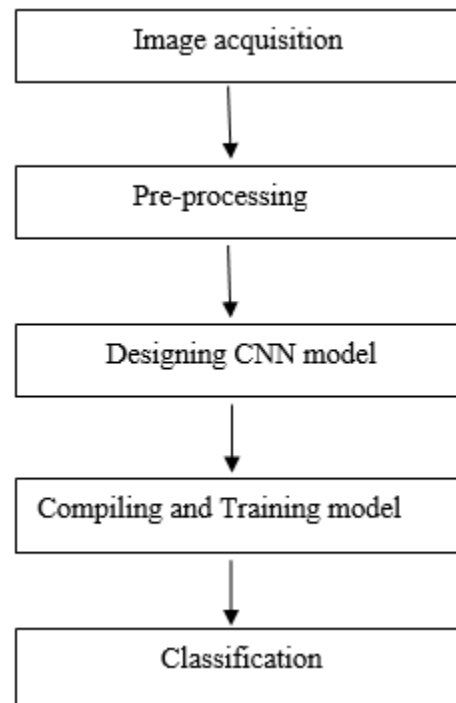 Image acquisition
Pre-processing
Designing CNN model
Compiling and Training model
Classification